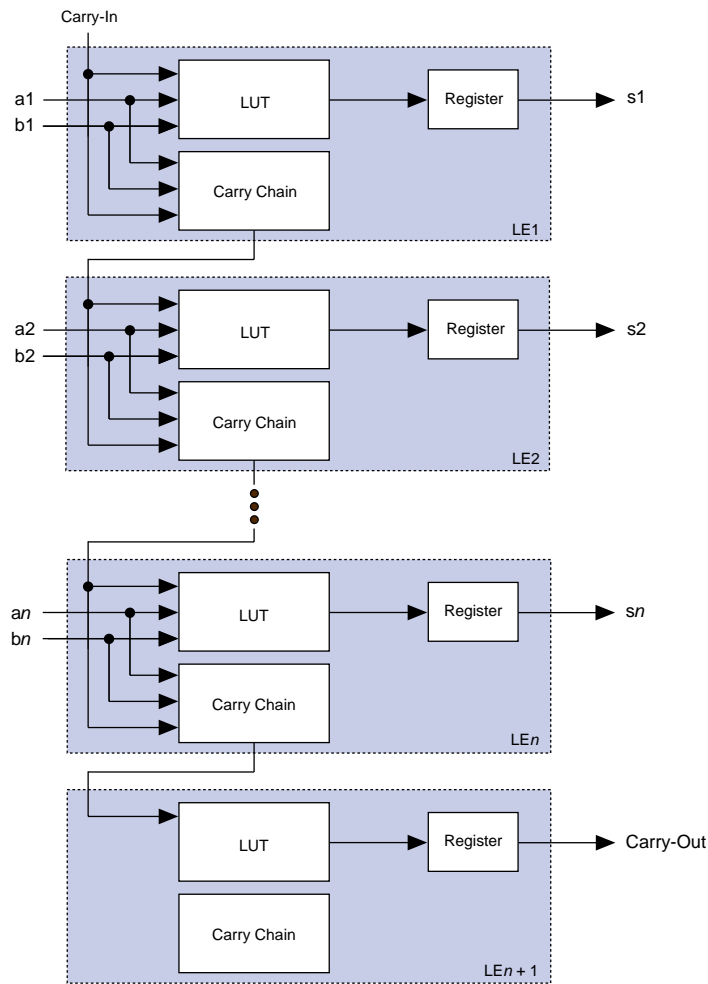 Carry-In
a1
b1
LUT
Register
s1
Carry Chain
LE1
a2
b2
LUT
Register
s2
Carry Chain
LE2
an
bn
LUT
Register
sn
Carry Chain
LEn
LUT
Register
Carry-Out
Carry Chain
LEn + 1